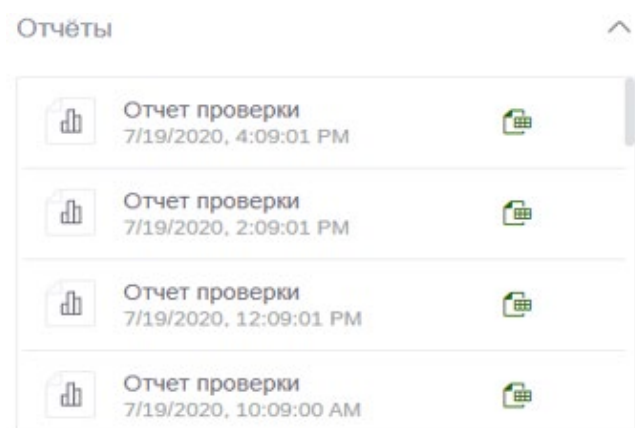 Отчёты
Отчет проверки
7/19/2020, 4:09:01 PM
Отчет проверки
7/19/2020, 2:09:01 PM
Отчет проверки
7/19/2020, 12:09:01 PM
Отчет проверки
7/19/2020, 10:09:00 AM